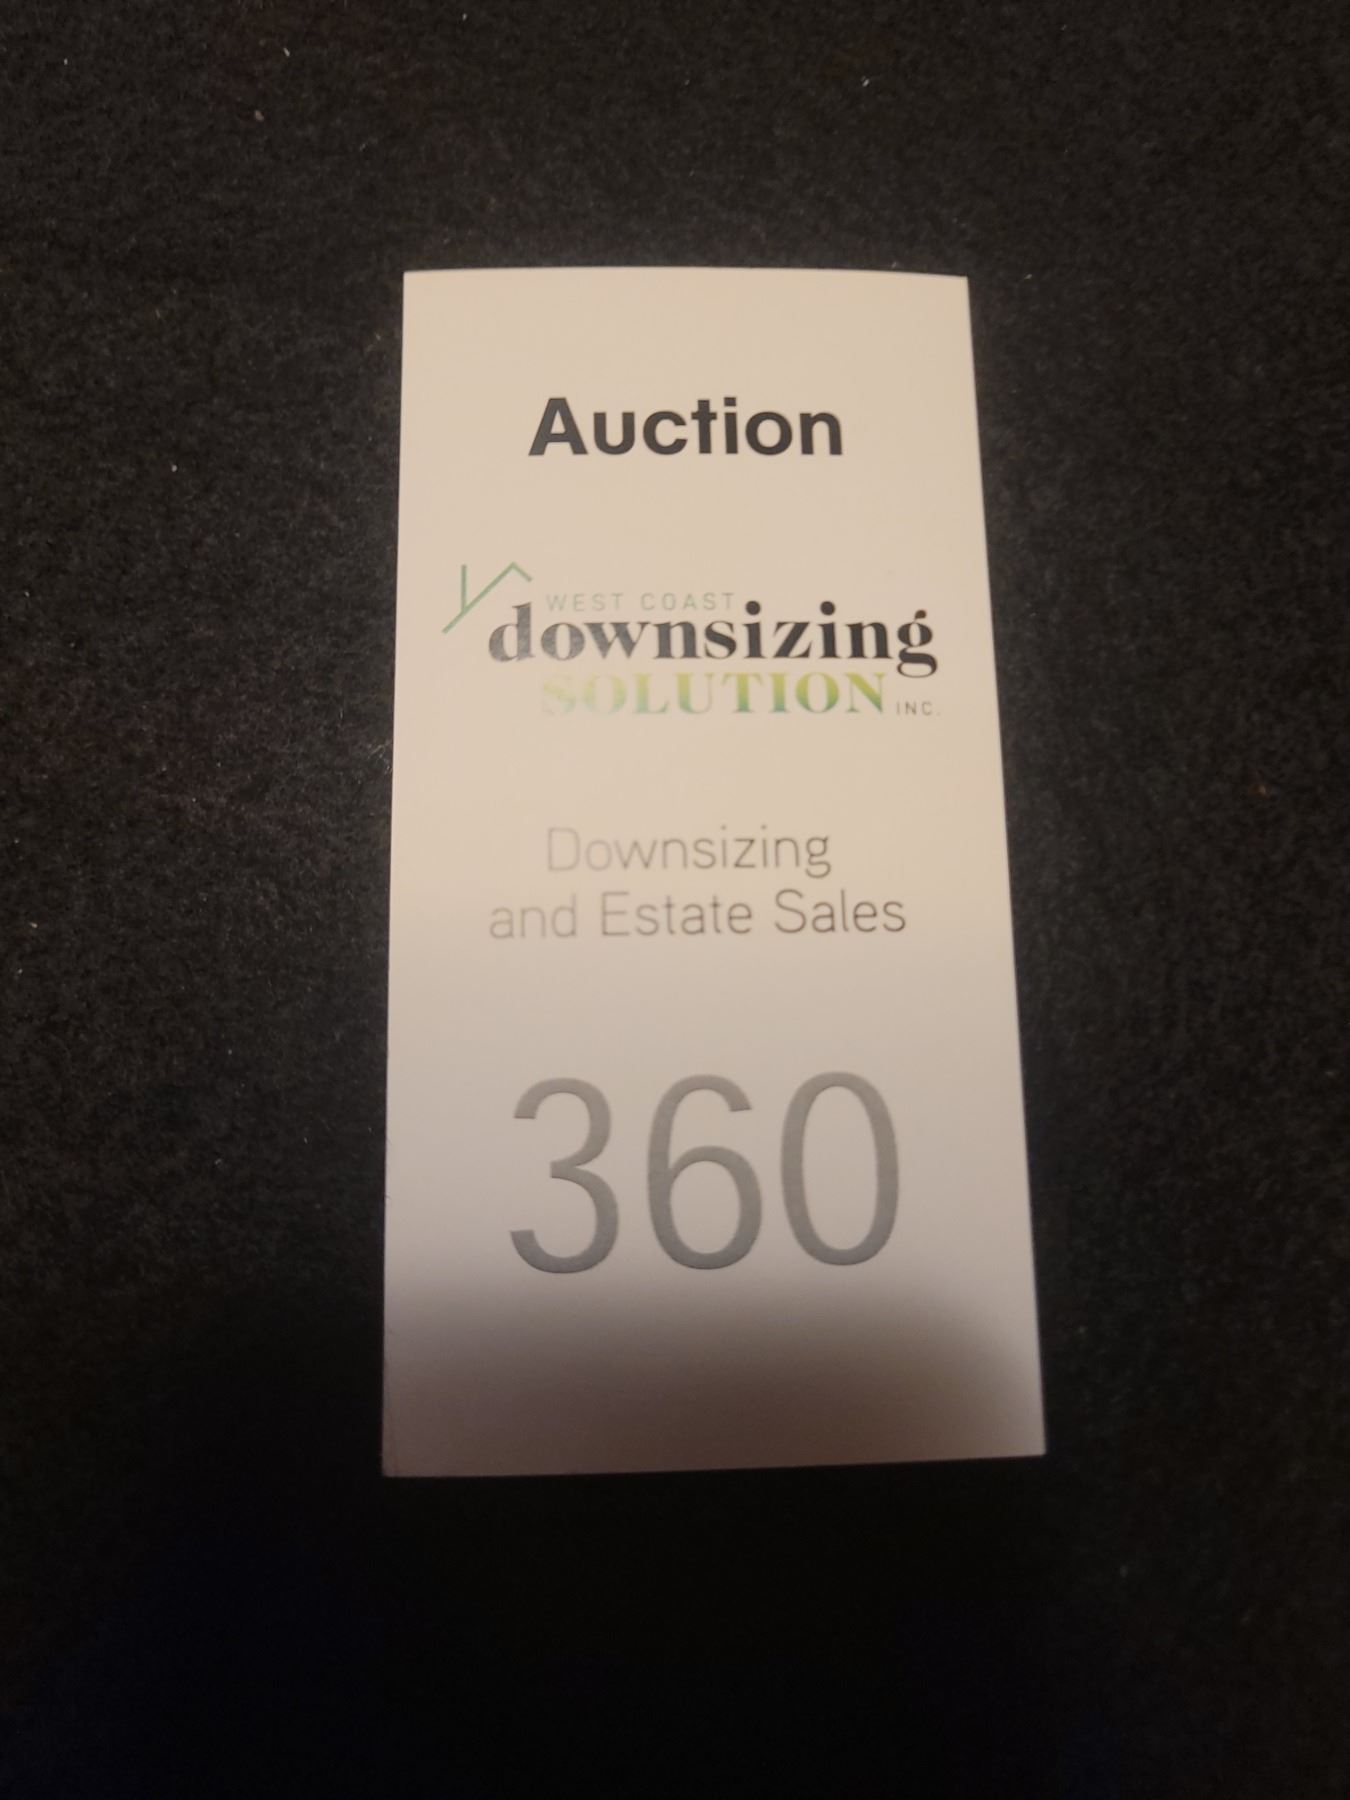 Auction
WEST COAST
downsizing
SOLUTION INC.
Downsizing
and Estate Sales
360